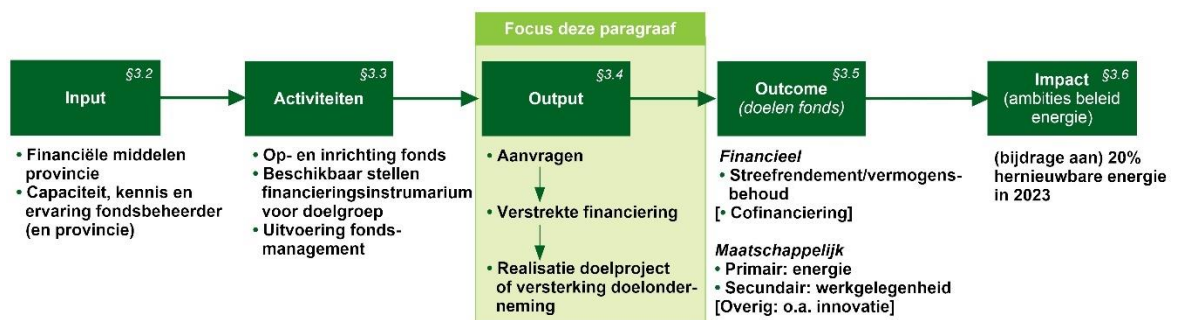 Focus deze paragraaf
§3.2
Input
• Financiële middelen
provincie
• Capaciteit, kennis en
ervaring fondsbeheerder
(en provincie)
§3.3
Activiteiten
• Op- en inrichting fonds
• Beschikbaar stellen
financieringsinstrumarium
voor doelgroep
• Uitvoering fonds-
management
§3.4
Output
• Aanvragen
• Verstrekte financiering
• Realisatie doelproject
of versterking doelonder-
neming
§3.5
Outcome
(doelen fonds)
Financieel
• Streefrendement/vermogens-
behoud
[• Cofinanciering]
Maatschappelijk
• Primair: energie
• Secundair: werkgelegenheid
[Overig: o.a. innovatie]
§3.6
Impact
(ambities beleid
energie)
(bijdrage aan) 20%
hernieuwbare energie
in 2023